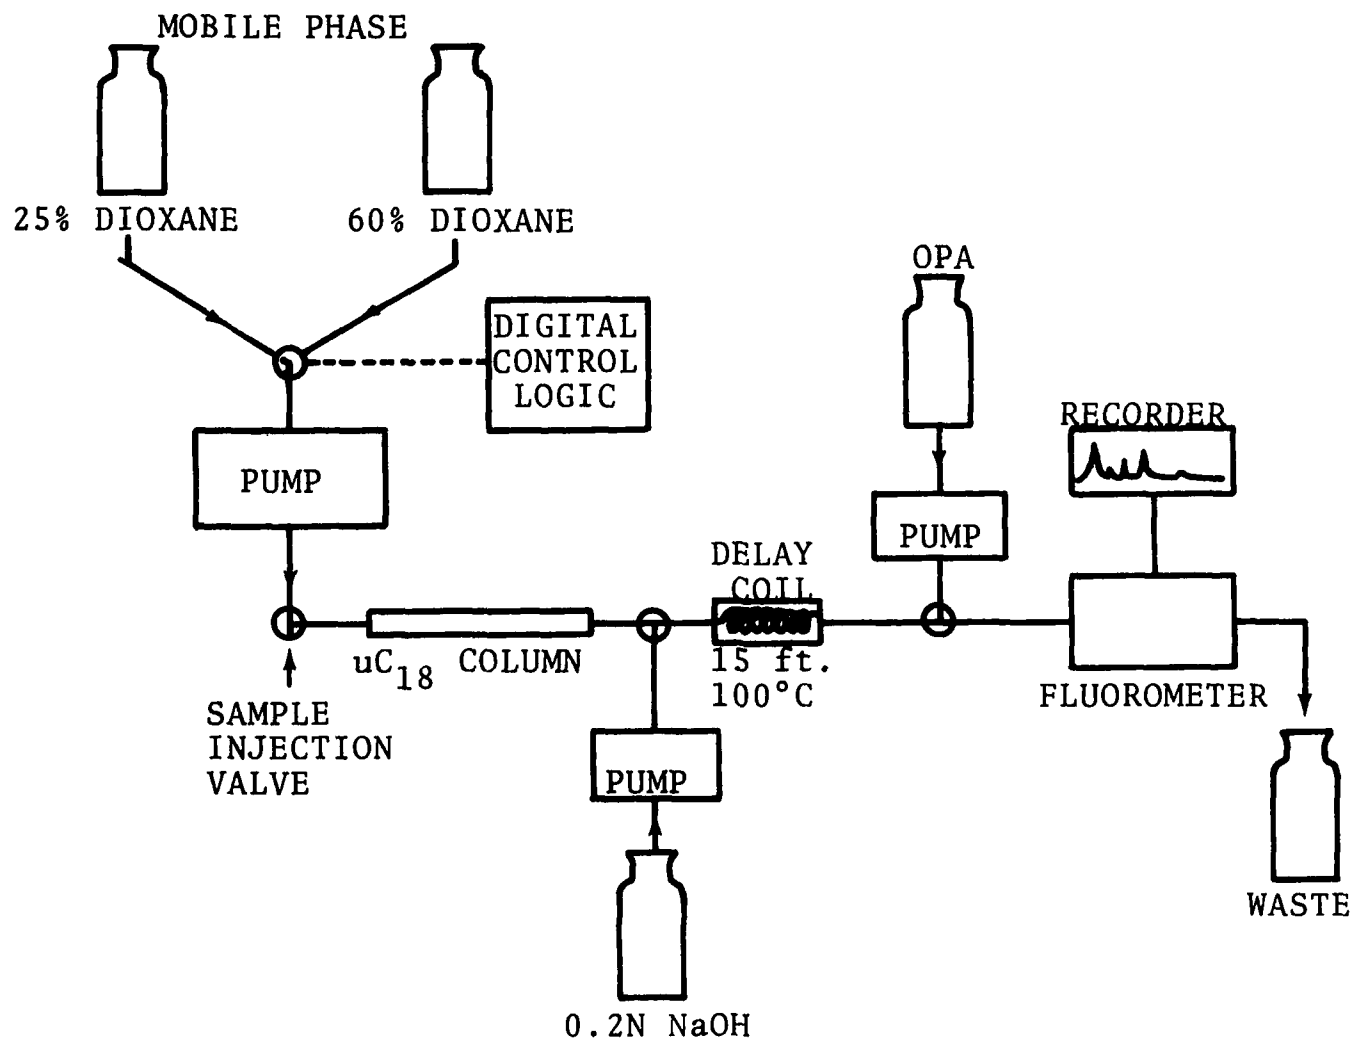 MOBILE PHASE
25% DIOXANE
60% DIOXANE
DIGITAL
CONTROL
LOGIC
OPA
RECORDER
PUMP
PUMP
DELAY
COIL
15 ft.
100°C
uC18 COLUMN
FLUOROMETER
SAMPLE
INJECTION
VALVE
PUMP
WASTE
0.2N NaOH